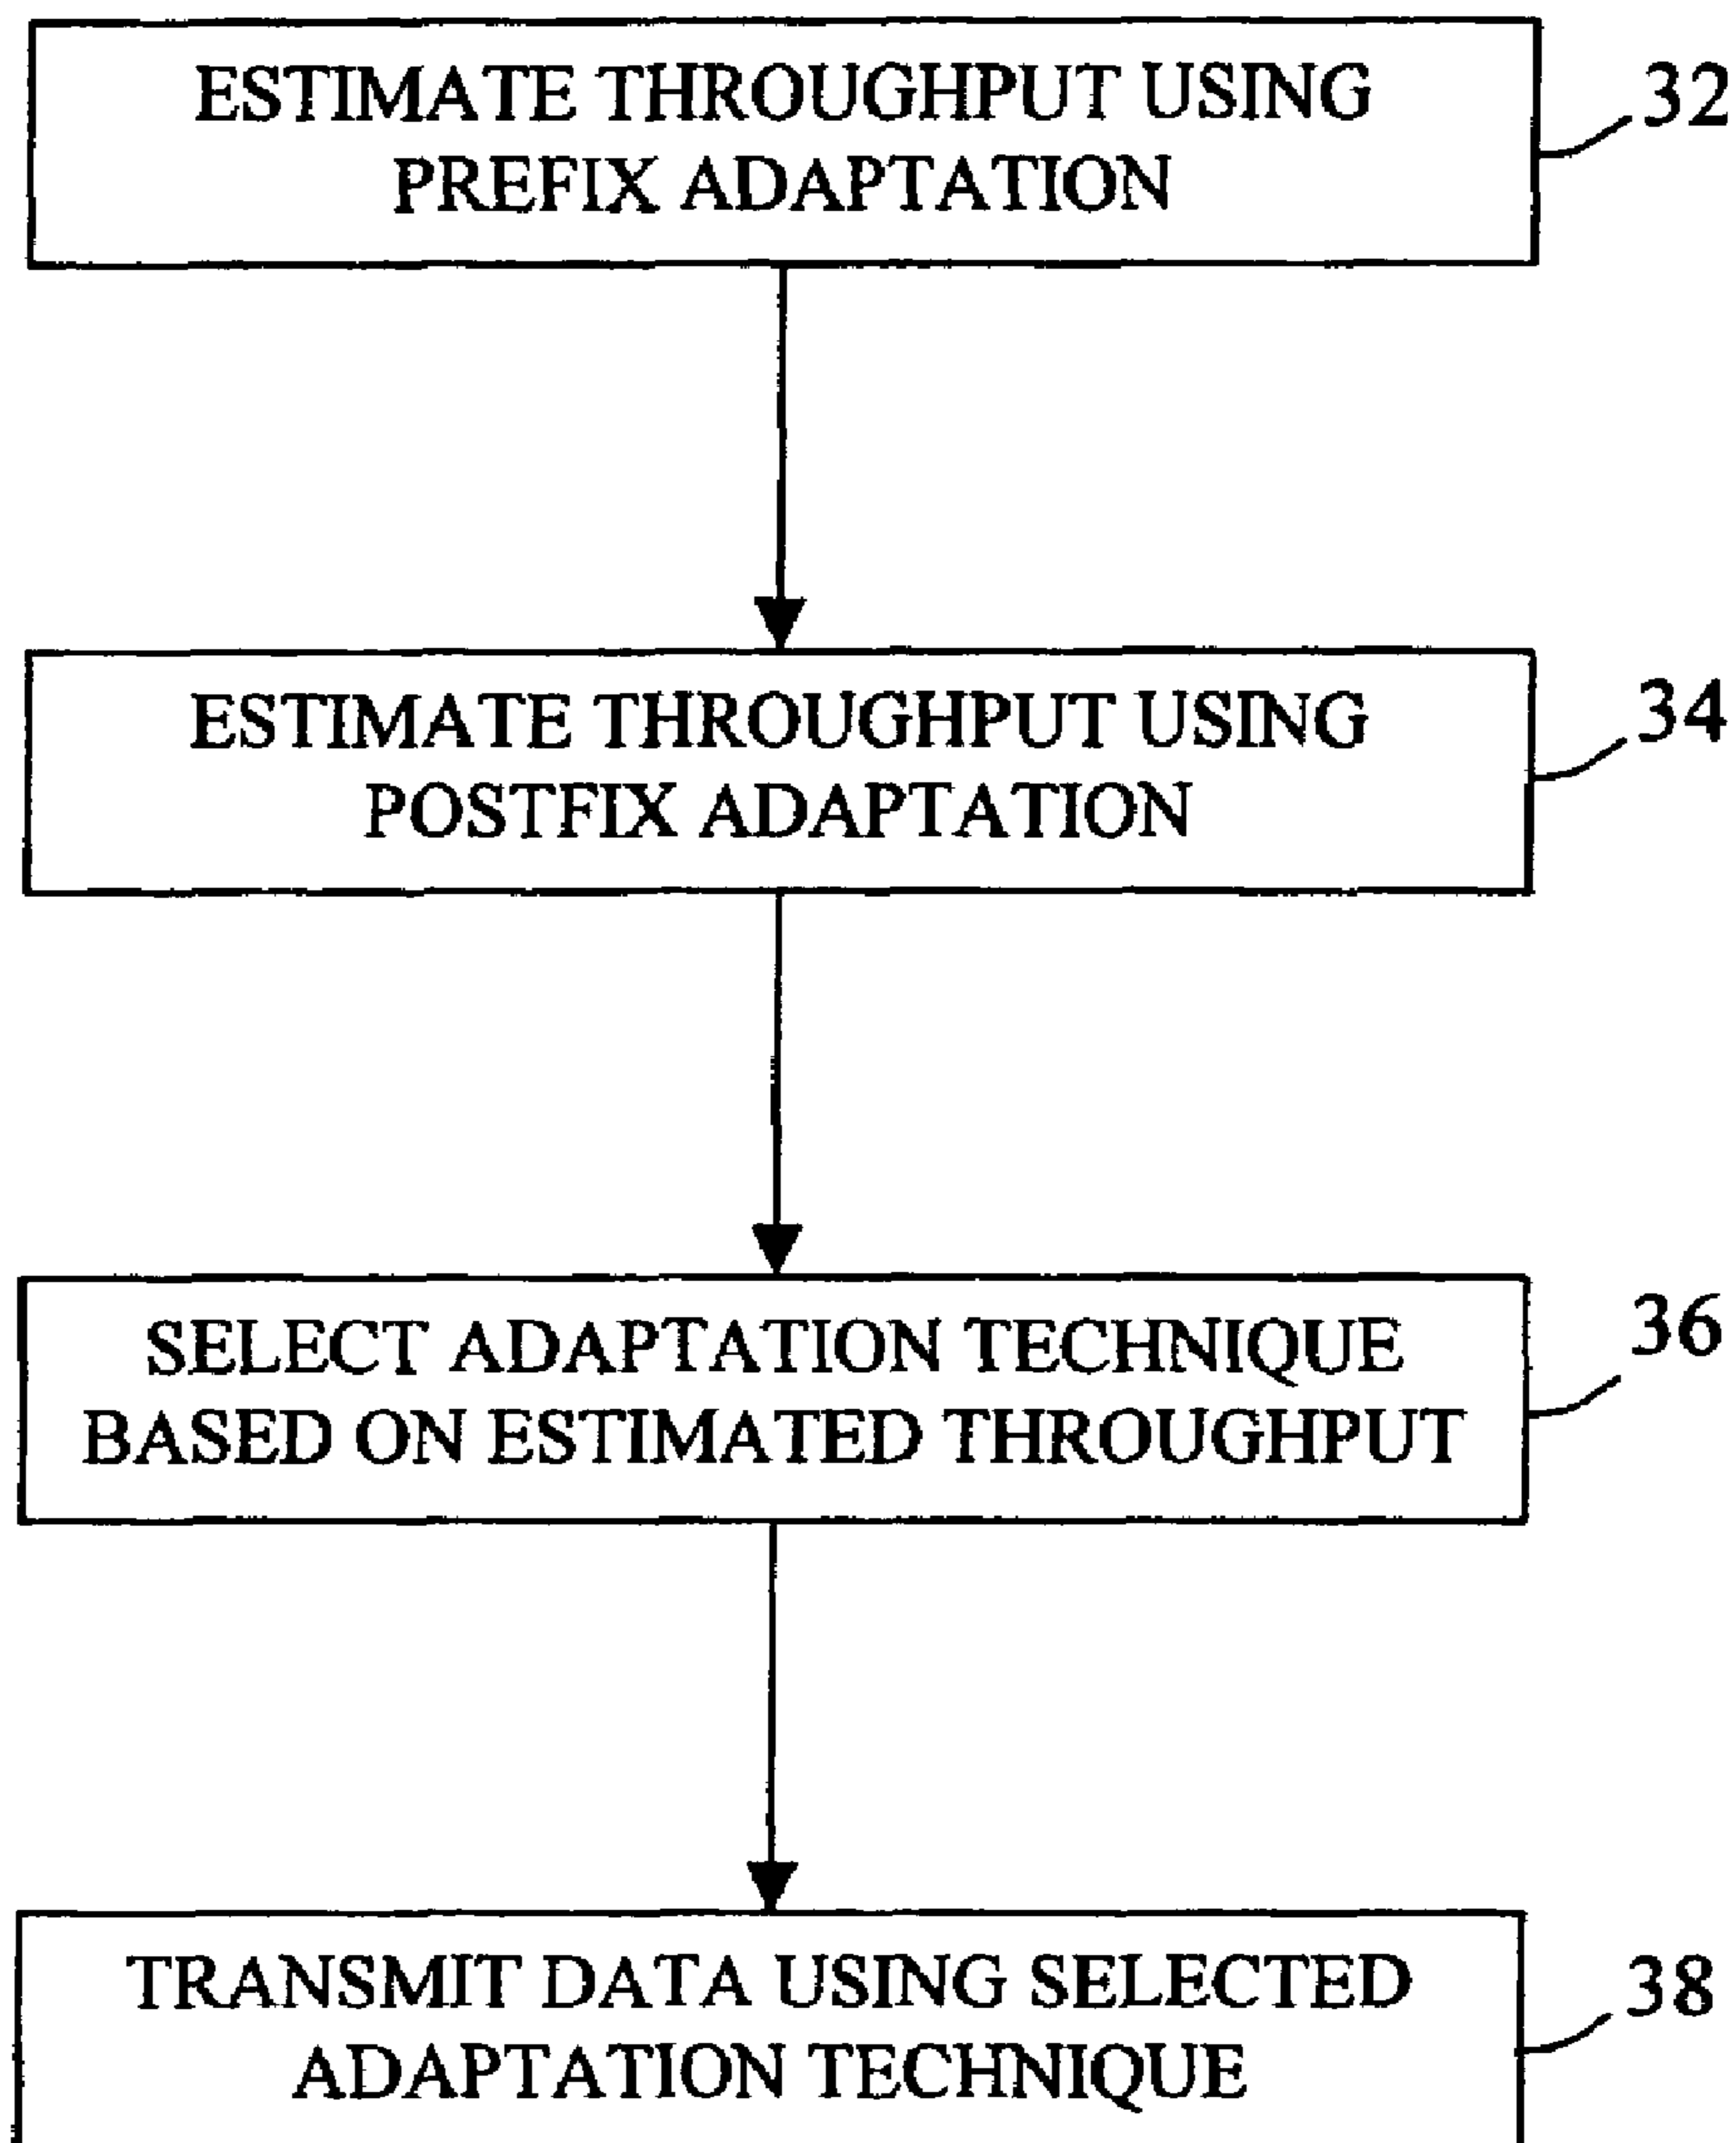 ESTIMATE THROUGHPUT USING
PREFIX ADAPTATION
32
ESTIMATE THROUGHPUT USING
POSTFIX ADAPTATION
34
SELECT ADAPTATION TECHNIQUE
BASED ON ESTIMATED THROUGHPUT
36
TRANSMIT DATA USING SELECTED
ADAPTATION TECHNIQUE
38